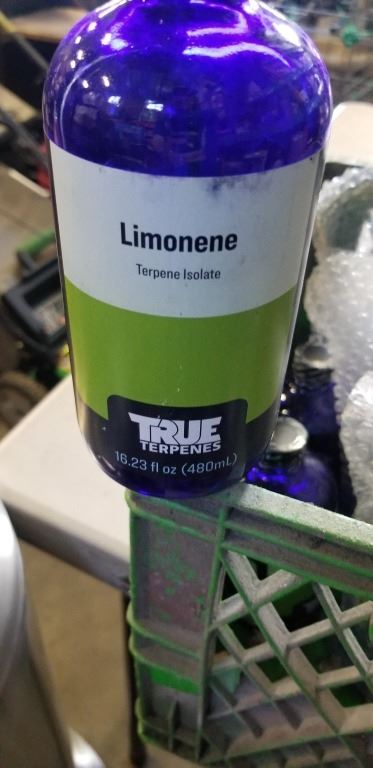 Limonene
Terpene Isolate
TRUE
TERPENES
16.23 fl oz (480mL)